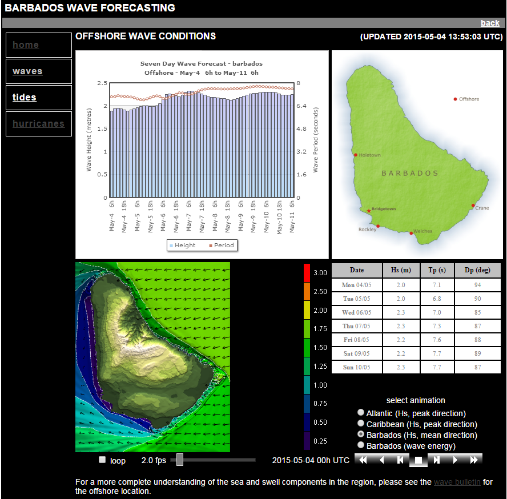 BARBADOS WAVE FORECASTING
back
home
waves
tides
hurricanes
OFFSHORE WAVE CONDITIONS
(UPDATED 2015-05-04 13:53:03 UTC)
Seven Day Wave Forecast - barbados
Offshore - May-4 6h to May-11 6h
Wave Height (metres)
2.5
2
1.5
1
0.5
0
8
6.4
4.8
3.2
1.6
0
Wave Period (seconds)
May-4 6h
May-4 18h
May-5 6h
May-5 18h
May-6 6h
May-6 18h
May-7 6h
May-7 18h
May-8 6h
May-8 18h
May-9 6h
May-9 18h
May-10 6h
May-10 18h
May-11 6h
Height Period
Offshore
Holetown
BARBADOS
Bridgetown
Crane
Rockley
Welches
3.00
2.50
2.00
1.75
1.50
1.25
1.00
0.75
0.50
0.25
Date Hs (m) Tp (s) Dp (deg)
Mon 04/05 2.0 7.1 94
Tue 05/05 2.0 6.8 90
Wed 06/05 2.3 7.0 85
Thu 07/05 2.3 7.3 87
Fri 08/05 2.2 7.6 88
Sat 09/05 2.2 7.7 89
Sun 10/05 2.3 7.7 87
select animation
Atlantic (Hs, peak direction)
Caribbean (Hs, peak direction)
Barbados (Hs, mean direction)
Barbados (wave energy)
loop 2.0 fps 2015-05-04 00h UTC
For a more complete understanding of the sea and swell components in the region, please see the wave bulletin for
the offshore location.